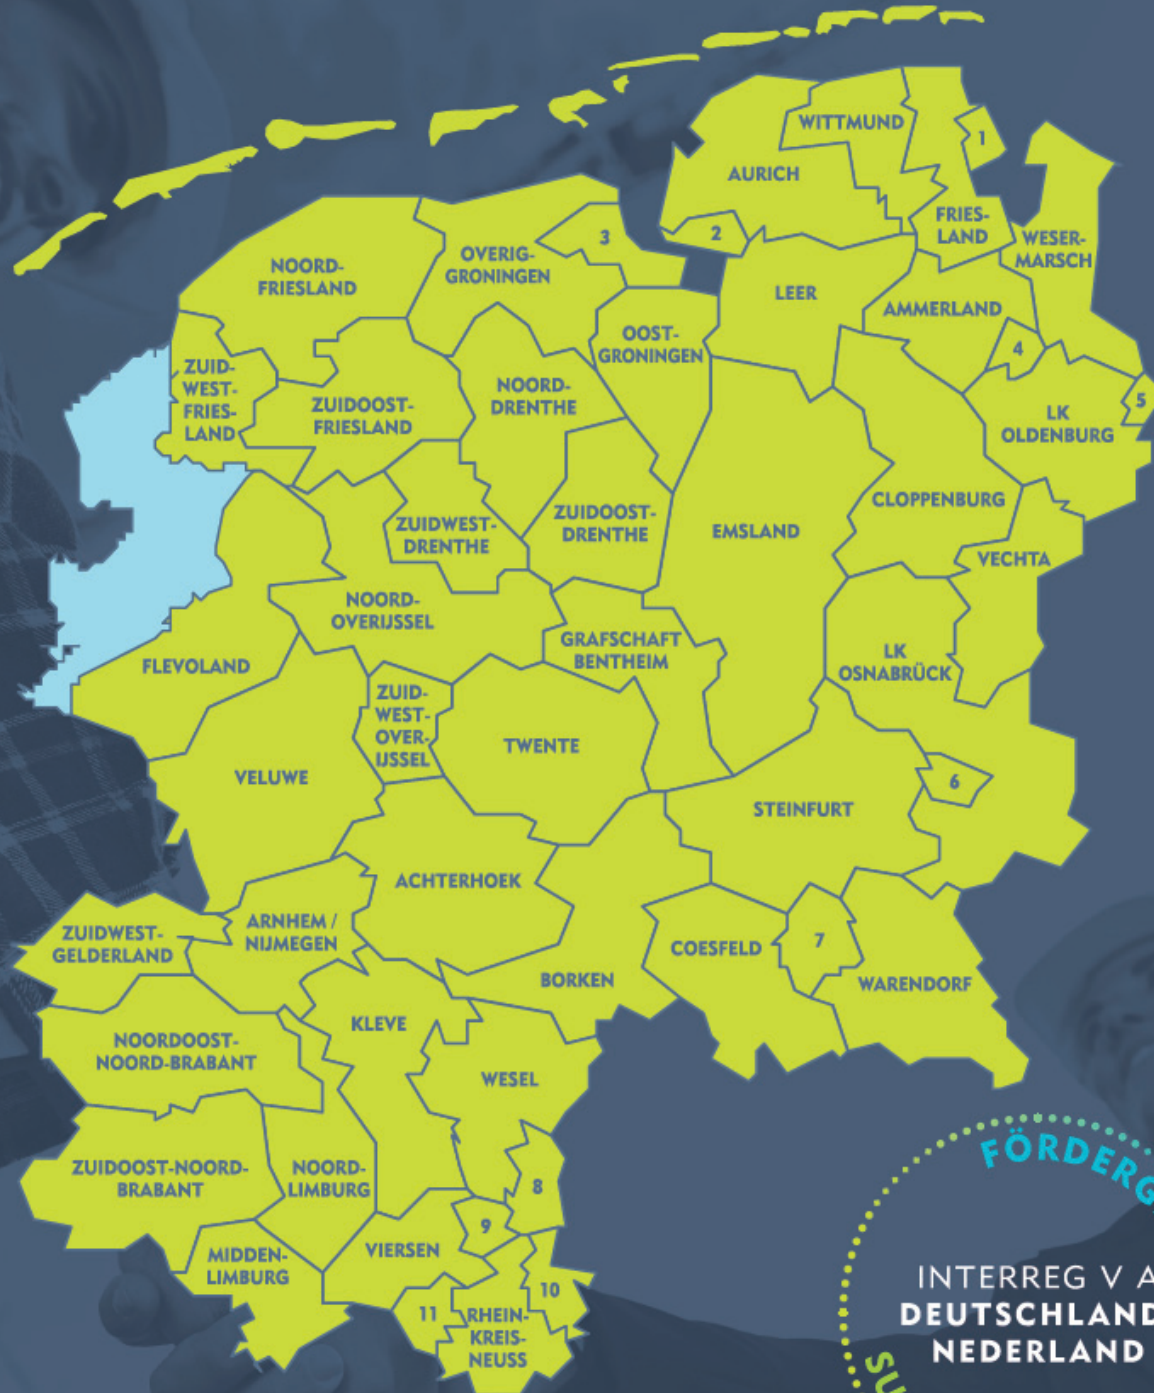 WITTMUND
1
AURICH
2
3
FRIES-
LAND
WESER-
MARSCH
OVERIG-
GRONINGEN
NOORD-
FRIESLAND
LEER
AMMERLAND
OOST-
GRONINGEN
4
ZUID-
WEST-
FRIES-
LAND
NOORD-
DRENTHE
5
ZUIDOOST-
FRIESLAND
LK
OLDENBURG
CLOPPENBURG
ZUIDWEST-
DRENTHE
ZUIDOOST-
DRENTHE
EMSLAND
VECHTA
NOORD-
OVERIJSSEL
GRAFSCHAFT
BENTHEIM
LK
OSNABRÜCK
FLEVOLAND
ZUID-
WEST-
OVER-
IJSSEL
TWENTE
VELUWE
6
STEINFURT
ACHTERHOEK
ZUIDWEST-
GELDERLAND
ARNHEM /
NIJMEGEN
COESFELD
7
BORKEN
WARENDORF
KLEVE
NOORDOOST-
NOORD-BRABANT
WESEL
ZUIDOOST-NOORD-
BRABANT
NOORD-
LIMBURG
8
9
VIERSEN
MIDDEN-
LIMBURG
10
11
RHEIN-
KREIS-
NEUSS
FÖRDERG
INTERREG V A
DEUTSCHLAND
NEDERLAND
SU